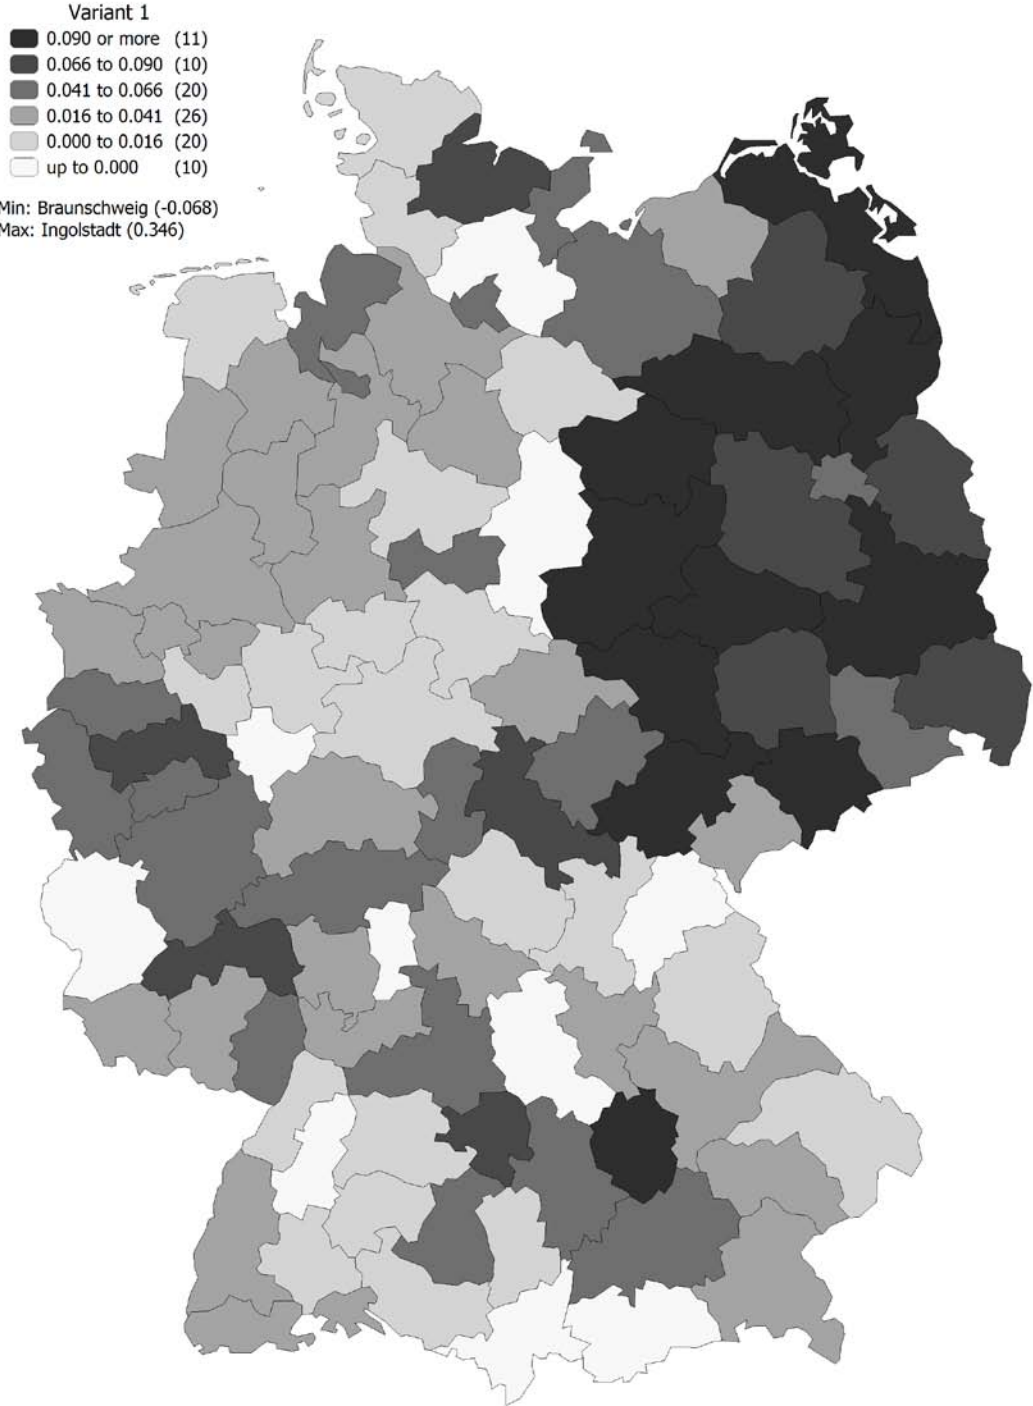 Variant 1
0.090 or more (11)
0.066 to 0.090 (10)
0.041 to 0.066 (20)
0.016 to 0.041 (26)
0.000 to 0.016 (20)
up to 0.000 (10)
Min: Braunschweig (-0.068)
Max: Ingolstadt (0.346)